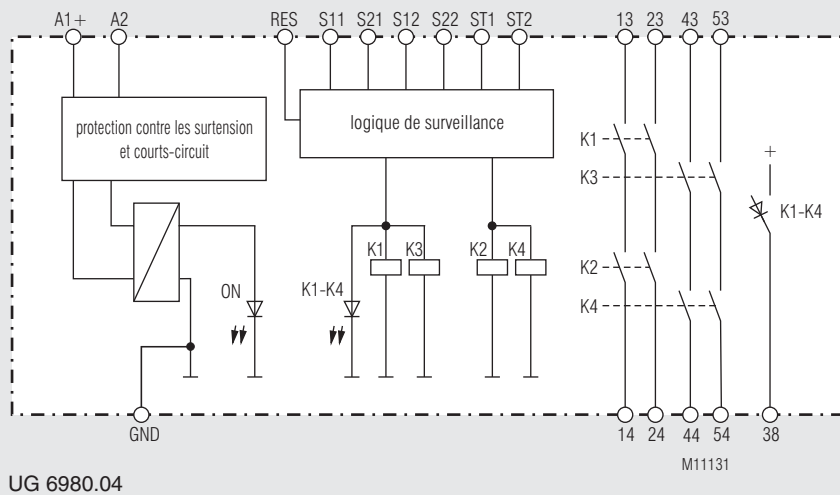 A1+ A2 RES S11 S21 S12 S22 ST1 ST2 13 23 43 53
protection contre les surtension
et courts-circuit
logique de surveillance
K1
K3
+
K1-K4
K1 K3 K2 K4
K2
ON K1-K4
K4
GND 14 24 44 54 38
M11131
UG 6980.04